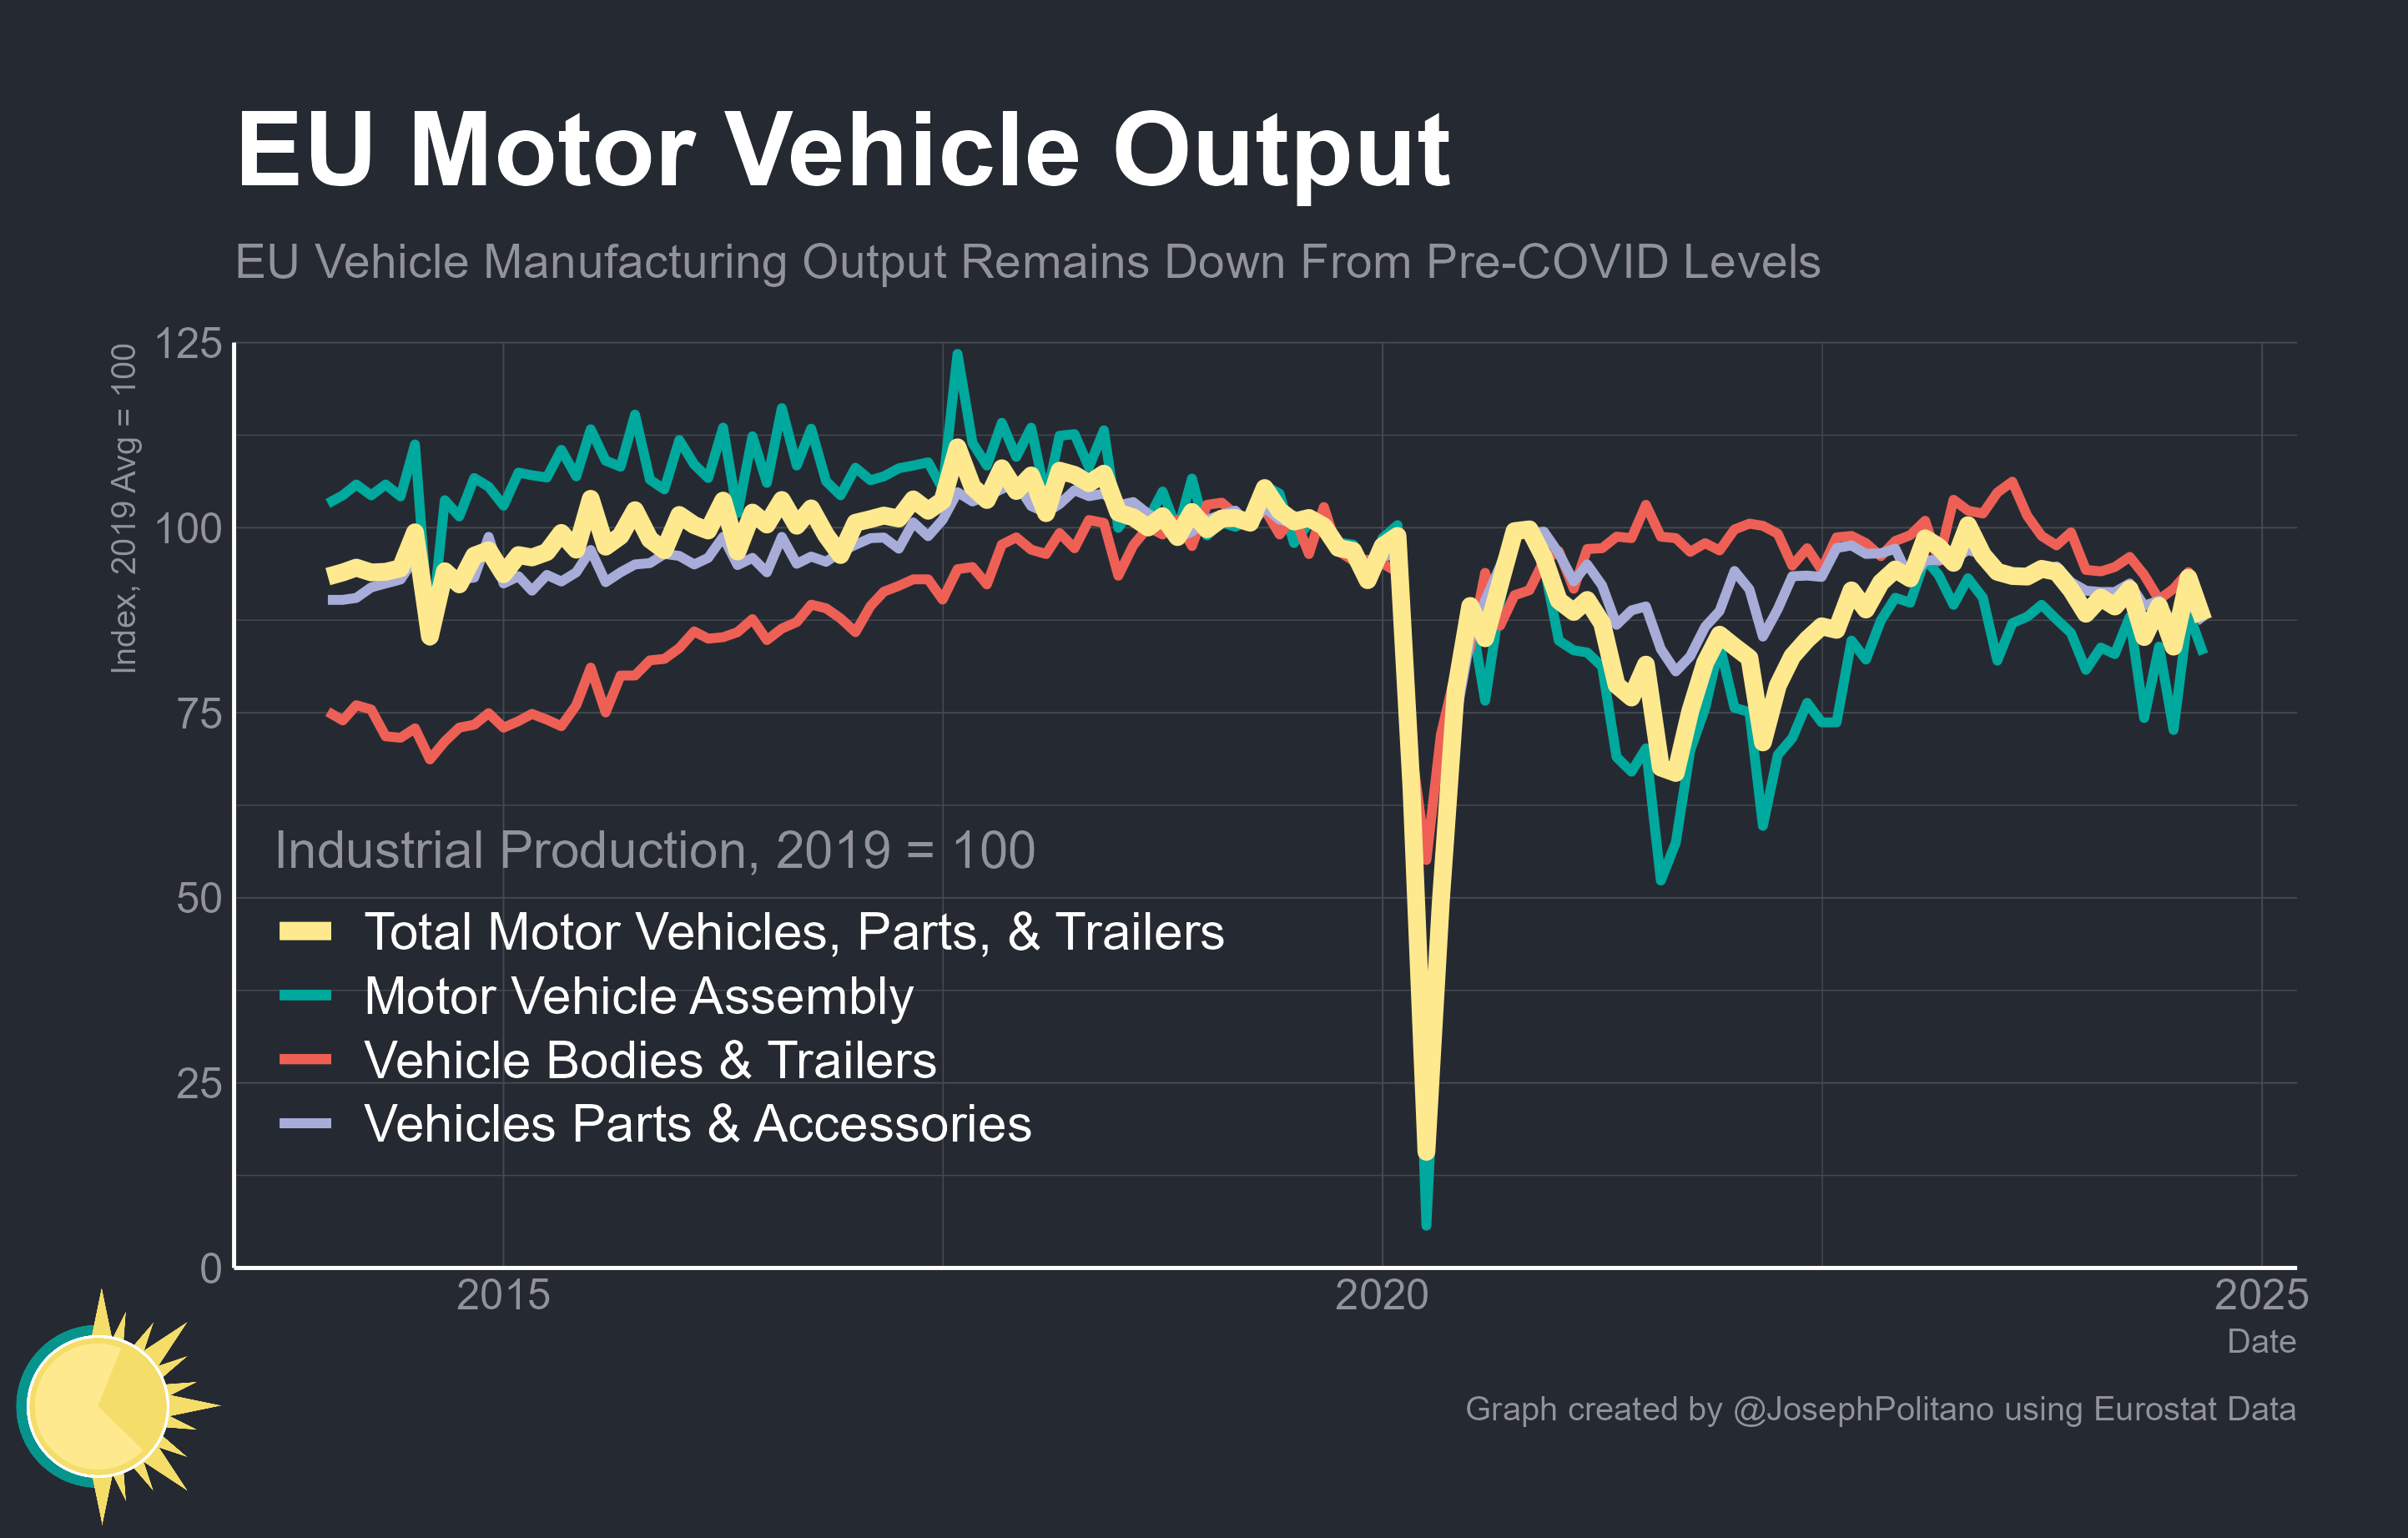 EU Motor Vehicle Output
EU Vehicle Manufacturing Output Remains Down From Pre-COVID Levels
Index, 2019 Avg = 100
125
100
75
50
25
0
Industrial Production, 2019 = 100
Total Motor Vehicles, Parts, & Trailers
Motor Vehicle Assembly
Vehicle Bodies & Trailers
Vehicles Parts & Accessories
2015
2020
2025
Date
Graph created by @JosephPolitano using Eurostat Data